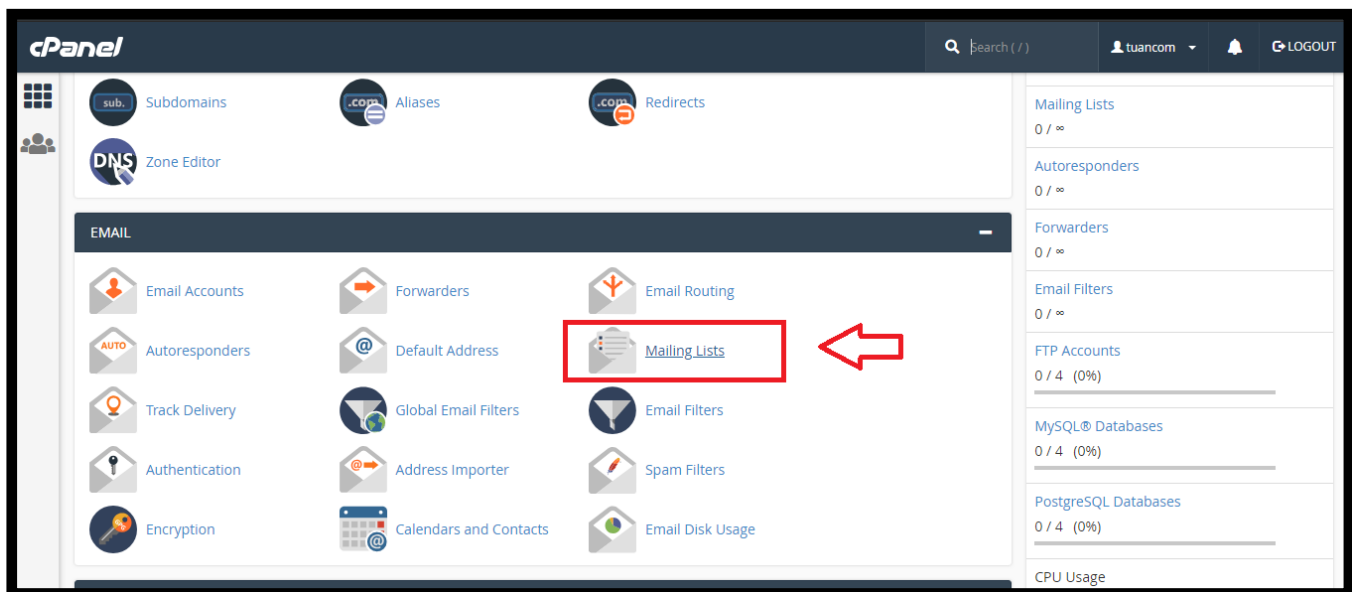 cPanel
Search ( / )
tuancom
LOGOUT
sub.
Subdomains
.com
Aliases
.com
Redirects
DNS
Zone Editor
EMAIL
Email Accounts
Forwarders
Email Routing
AUTO
Autoresponders
@
Default Address
Mailing Lists
Track Delivery
Global Email Filters
Email Filters
Authentication
@
Address Importer
Spam Filters
Encryption
@
Calendars and Contacts
Email Disk Usage
Mailing Lists
0 / ∞
Autoresponders
0 / ∞
Forwarders
0 / ∞
Email Filters
0 / ∞
FTP Accounts
0 / 4 (0%)
MySQL® Databases
0 / 4 (0%)
PostgreSQL Databases
0 / 4 (0%)
CPU Usage